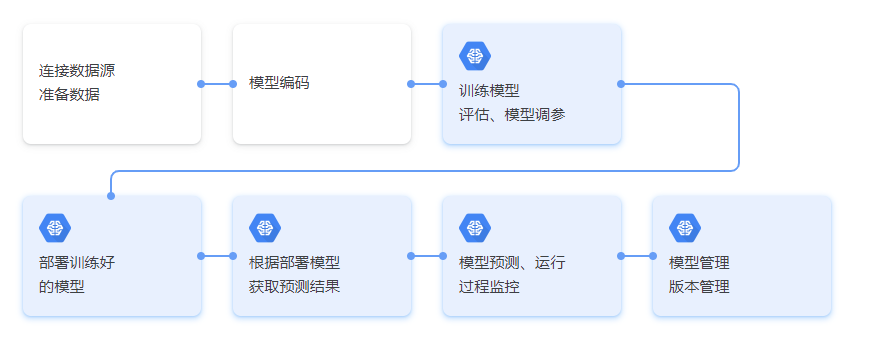 连接数据源
准备数据
模型编码
训练模型
评估、模型调参
部署训练好
的模型
根据部署模型
获取预测结果
模型预测、运行
过程监控
模型管理
版本管理